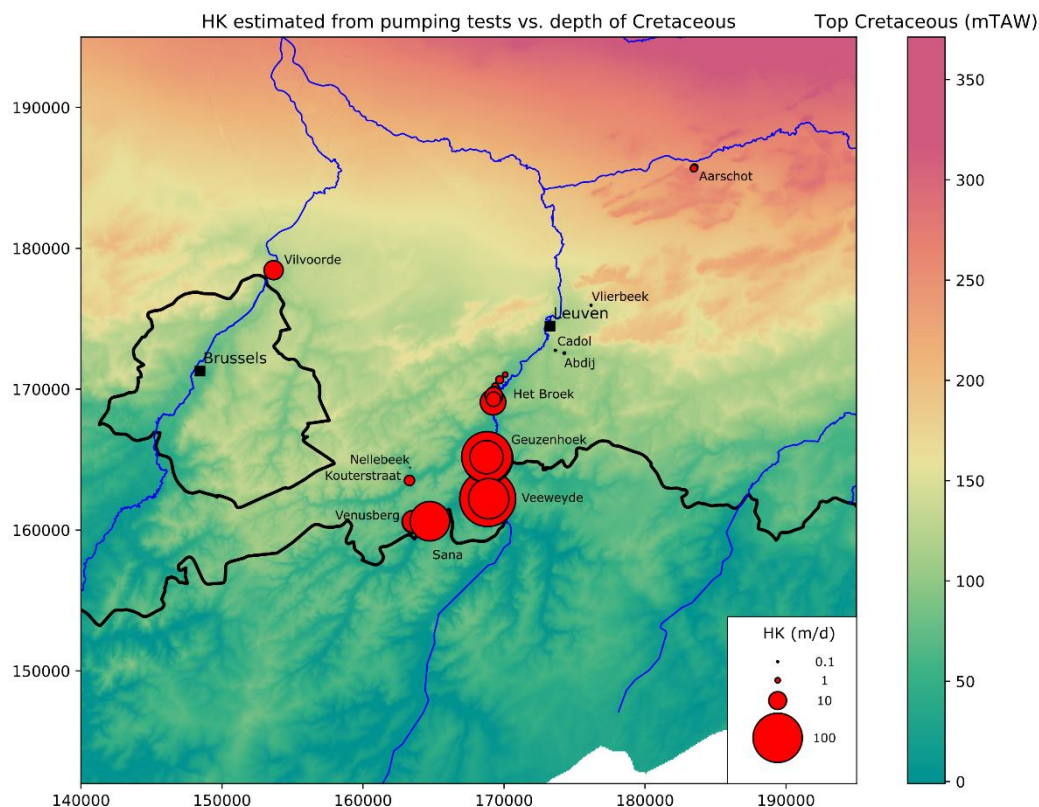 HK estimated from pumping tests vs. depth of Cretaceous
Top Cretaceous (mTAW)
190000
180000
170000
160000
150000
140000
150000
160000
170000
180000
190000
Aarschot
Vilvoorde
Vlierbeek
Leuven
Cadol
Abdij
Brussels
Het Broek
Geuzenhoek
Nellebeek
Kouterstraat
Veeweyde
Venusberg
Sana
HK (m/d)
0.1
1
10
100
350
300
250
200
150
100
50
0